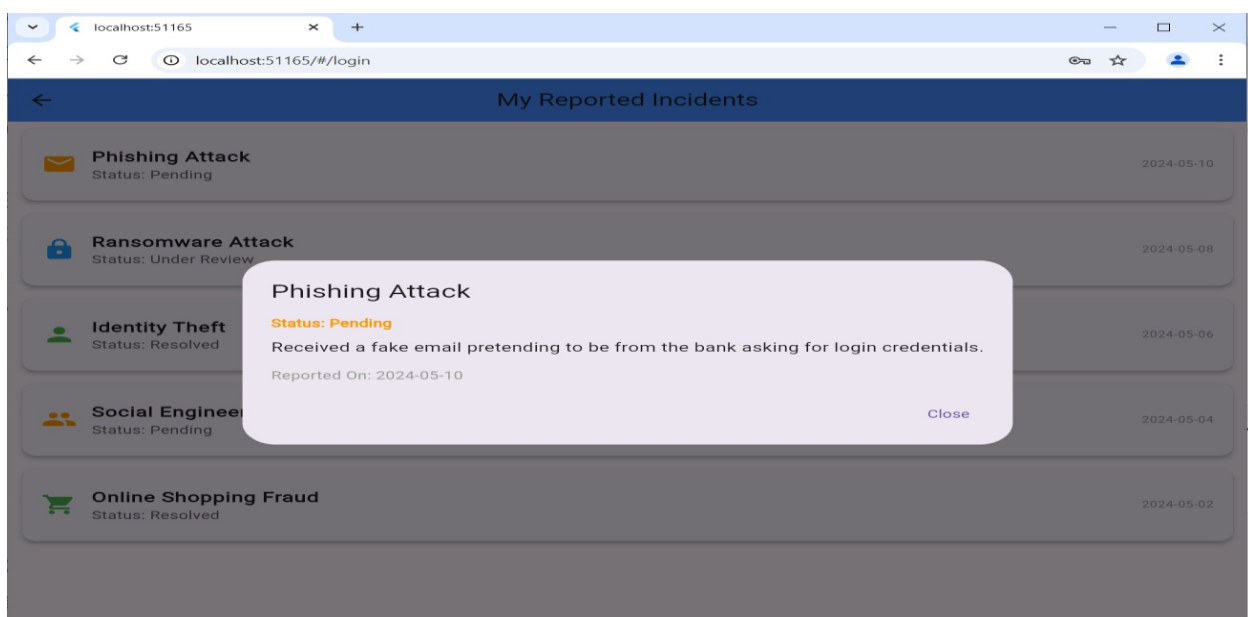 localhost:51165
localhost:51165/#/login
My Reported Incidents
Phishing Attack
Status: Pending
2024-05-10
Ransomware Attack
Status: Under Review
2024-05-08
Phishing Attack
Status: Pending
Received a fake email pretending to be from the bank asking for login credentials.
Reported On: 2024-05-10
Close
Identity Theft
Status: Resolved
2024-05-06
Social Enginee
Status: Pending
2024-05-04
Online Shopping Fraud
Status: Resolved
2024-05-02